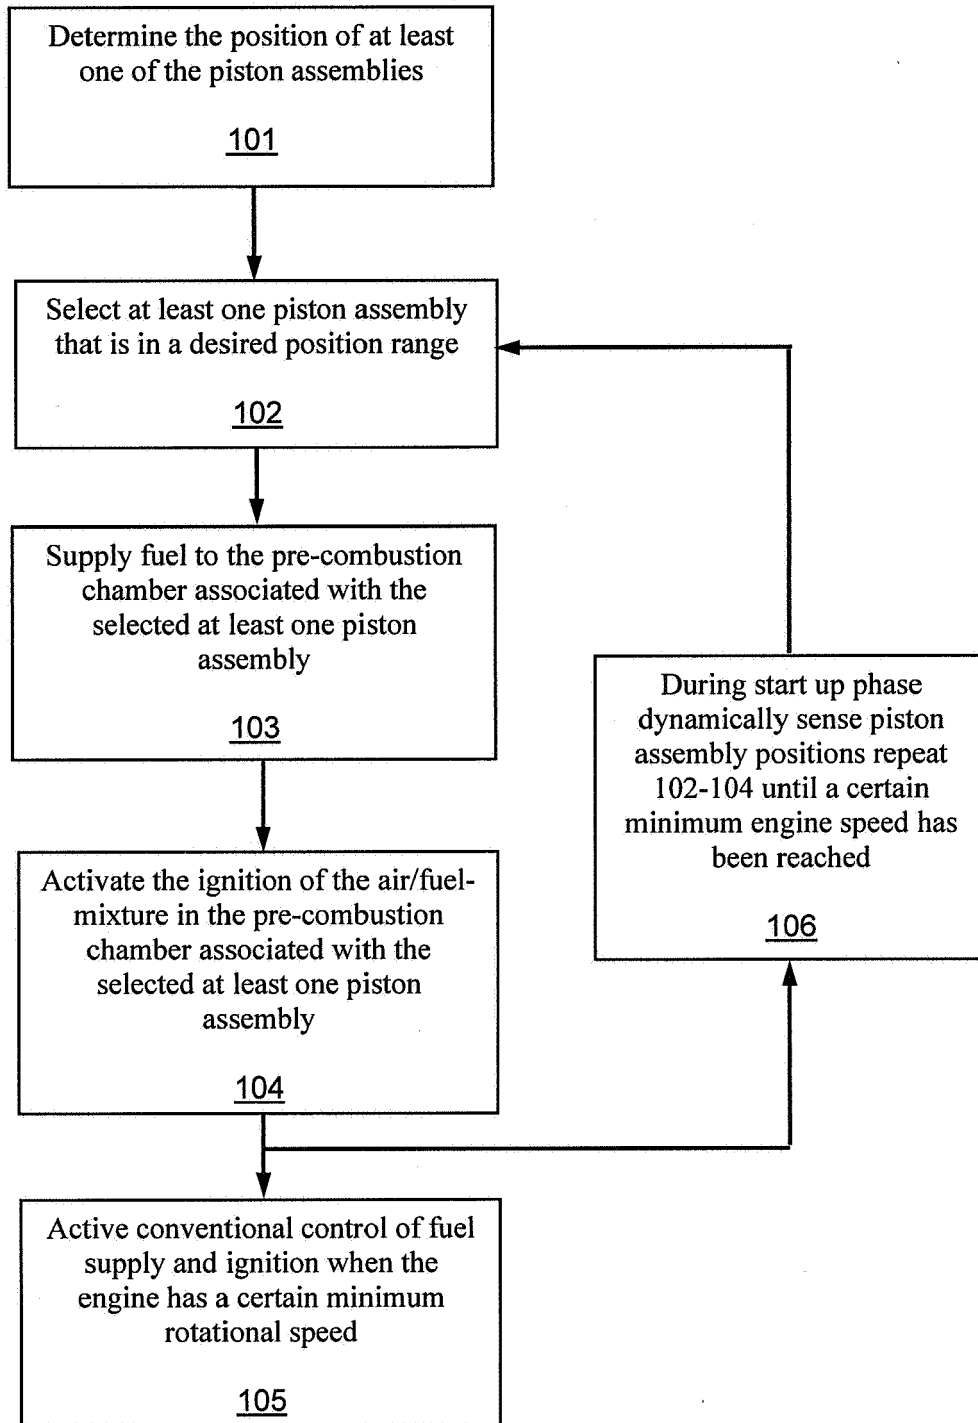 Determine the position of at least
one of the piston assemblies
101
Select at least one piston assembly
that is in a desired position range
102
Supply fuel to the pre-combustion
chamber associated with the
selected at least one piston
assembly
103
Activate the ignition of the air/fuel-
mixture in the pre-combustion
chamber associated with the
selected at least one piston
assembly
104
Active conventional control of fuel
supply and ignition when the
engine has a certain minimum
rotational speed
105
During start up phase
dynamically sense piston
assembly positions repeat
102-104 until a certain
minimum engine speed has
been reached
106